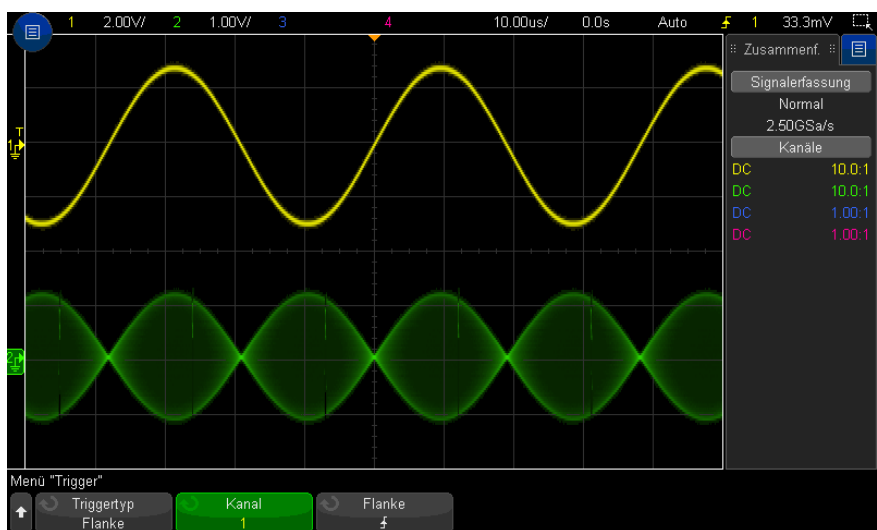 1 2.00V/ 2 1.00V/ 3 4 10.00us/ 0.0s Auto 1 33.3mV
Zusammenf.
Signalerfassung
Normal
2.50GSa/s
Kanäle
DC 10.0:1
DC 10.0:1
DC 1.00:1
DC 1.00:1
T
1
2
Menü "Trigger"
Triggertyp
Flanke
Kanal
1
Flanke